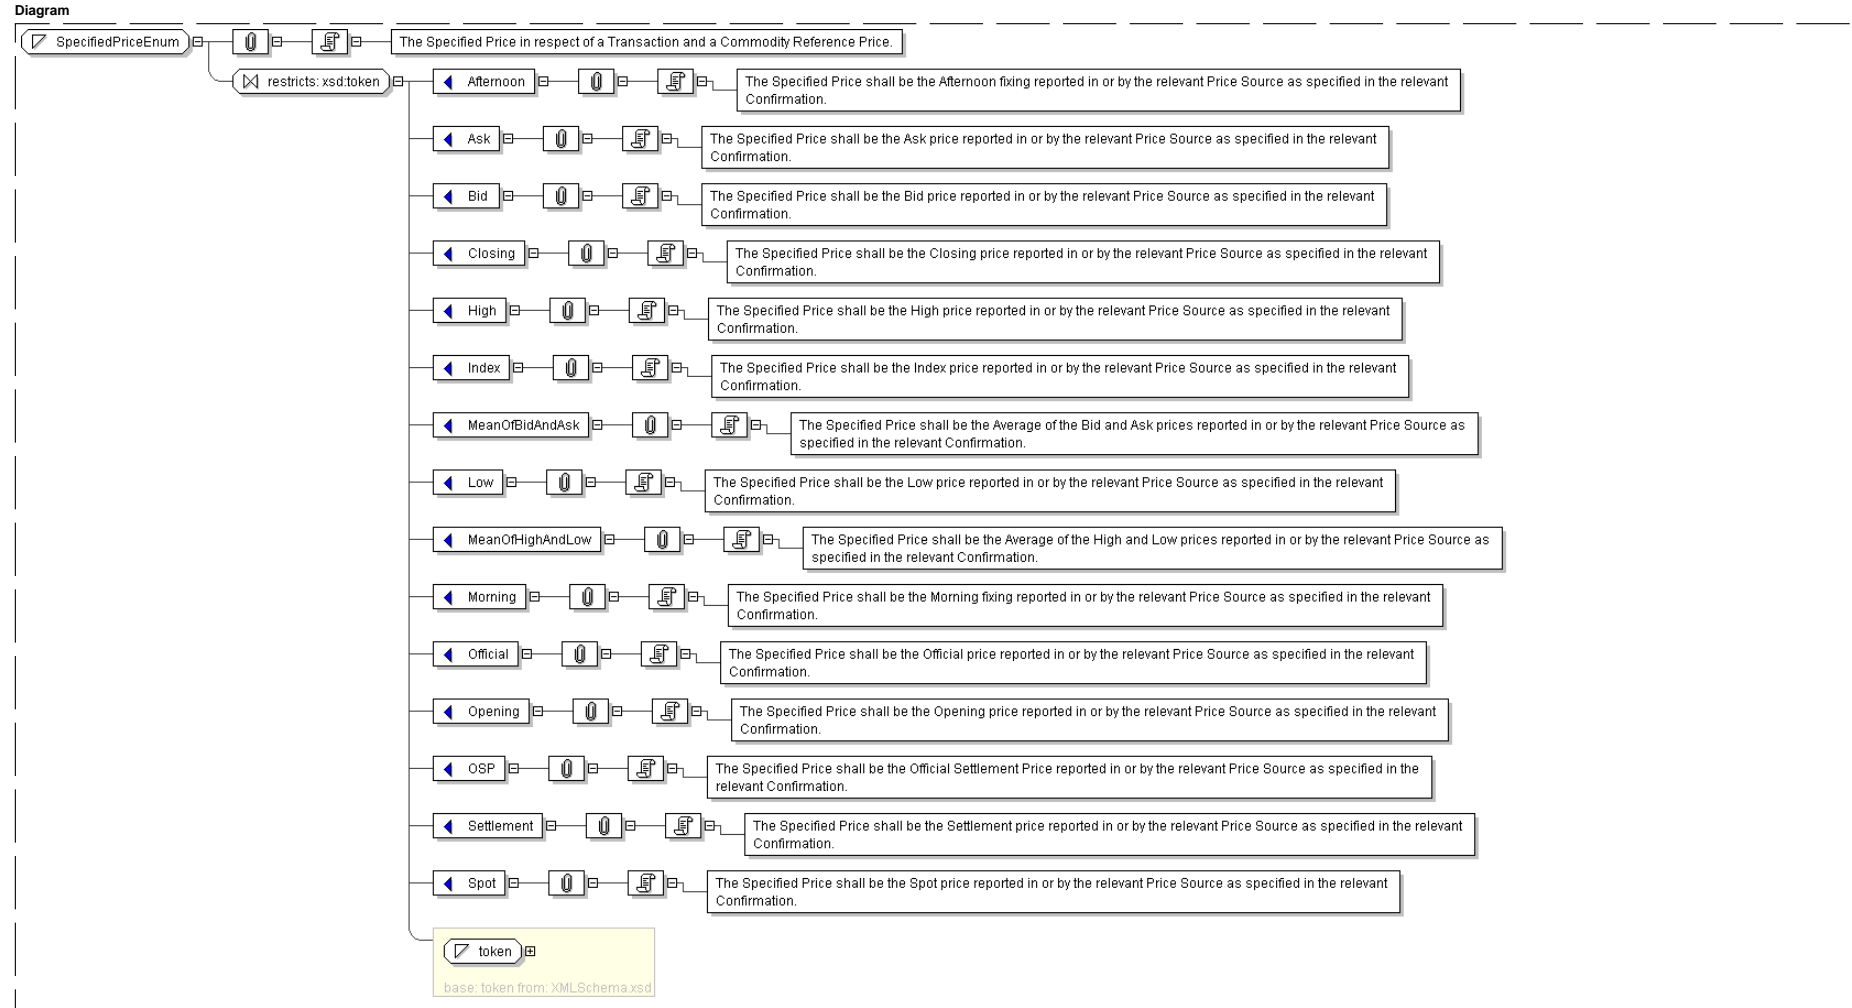 Diagram
SpecifiedPriceEnum
The Specified Price in respect of a Transaction and a Commodity Reference Price.
restricts: xsd:token
Afternoon
The Specified Price shall be the Afternoon fixing reported in or by the relevant Price Source as specified in the relevant
Confirmation.
Ask
The Specified Price shall be the Ask price reported in or by the relevant Price Source as specified in the relevant
Confirmation.
Bid
The Specified Price shall be the Bid price reported in or by the relevant Price Source as specified in the relevant
Confirmation.
Closing
The Specified Price shall be the Closing price reported in or by the relevant Price Source as specified in the relevant
Confirmation.
High
The Specified Price shall be the High price reported in or by the relevant Price Source as specified in the relevant
Confirmation.
Index
The Specified Price shall be the Index price reported in or by the relevant Price Source as specified in the relevant
Confirmation.
MeanOfBidAndAsk
The Specified Price shall be the Average of the Bid and Ask prices reported in or by the relevant Price Source as
specified in the relevant Confirmation.
Low
The Specified Price shall be the Low price reported in or by the relevant Price Source as specified in the relevant
Confirmation.
MeanOfHighAndLow
The Specified Price shall be the Average of the High and Low prices reported in or by the relevant Price Source as
specified in the relevant Confirmation.
Morning
The Specified Price shall be the Morning fixing reported in or by the relevant Price Source as specified in the relevant
Confirmation.
Official
The Specified Price shall be the Official price reported in or by the relevant Price Source as specified in the relevant
Confirmation.
Opening
The Specified Price shall be the Opening price reported in or by the relevant Price Source as specified in the relevant
Confirmation.
OSP
The Specified Price shall be the Official Settlement Price reported in or by the relevant Price Source as specified in the
relevant Confirmation.
Settlement
The Specified Price shall be the Settlement price reported in or by the relevant Price Source as specified in the relevant
Confirmation.
Spot
The Specified Price shall be the Spot price reported in or by the relevant Price Source as specified in the relevant
Confirmation.
token
base: token from: XMLSchema.xsd